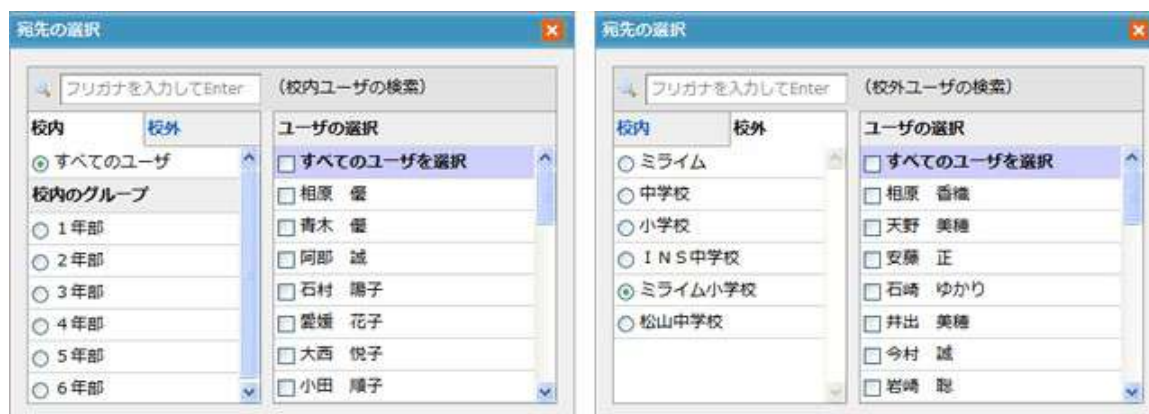 宛先の選択
フリガナを入力してEnter
(校内ユーザの検索)
校内
校外
ユーザの選択
すべてのユーザ
すべてのユーザを選択
校内のグループ
相原 優
1年部
青木 優
2年部
阿部 誠
3年部
石村 陽子
4年部
愛媛 花子
5年部
大西 悦子
6年部
小田 順子
宛先の選択
フリガナを入力してEnter
(校外ユーザの検索)
校内
校外
ユーザの選択
ミライム
すべてのユーザを選択
中学校
相原 香織
小学校
天野 美穂
INS中学校
安藤 正
ミライム小学校
石崎 ゆかり
松山中学校
井出 美穂
今村 誠
岩崎 聡